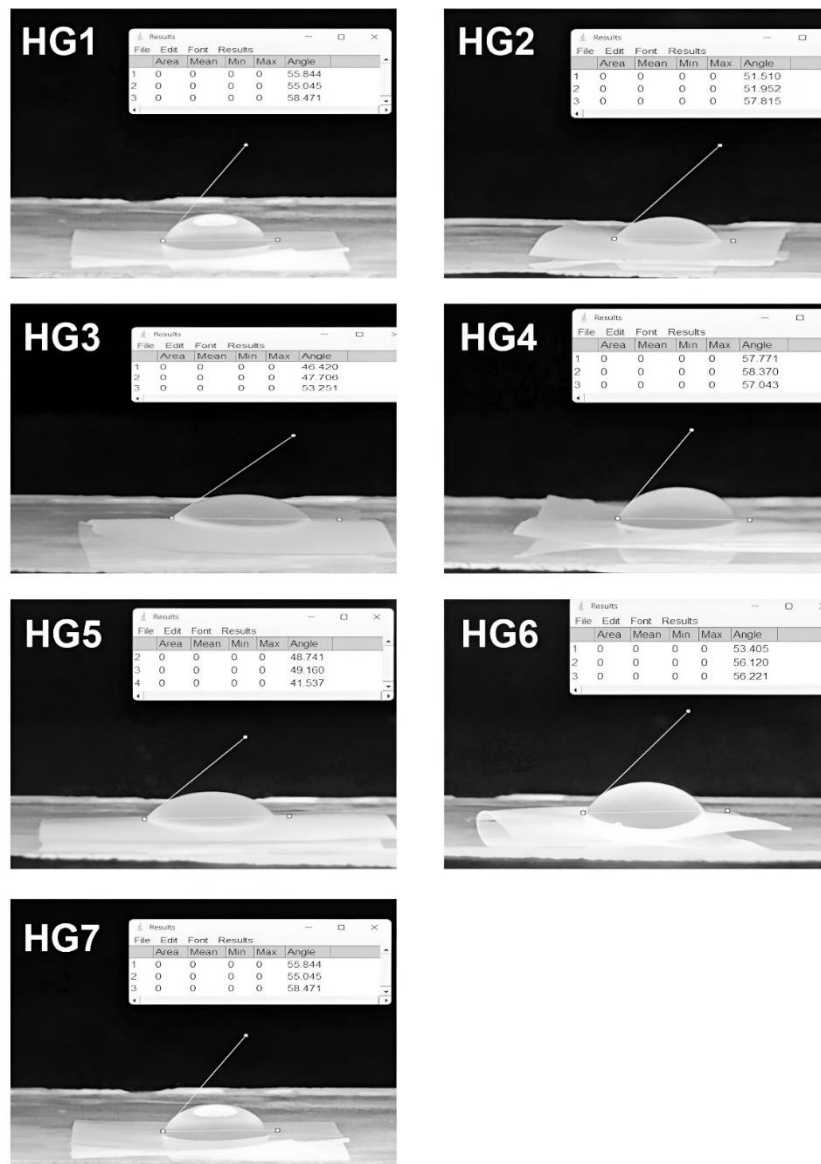 HG1
Results
File Edit Font Results
Area Mean Min Max Angle
1 0 0 0 0 55.844
2 0 0 0 0 55.045
3 0 0 0 0 58.471
HG2
Results
File Edit Font Results
Area Mean Min Max Angle
1 0 0 0 0 51.510
2 0 0 0 0 51.952
3 0 0 0 0 57.815
HG3
Results
File Edit Font Results
Area Mean Min Max Angle
1 0 0 0 0 46.420
2 0 0 0 0 47.706
3 0 0 0 0 53.251
HG4
Results
File Edit Font Results
Area Mean Min Max Angle
1 0 0 0 0 57.771
2 0 0 0 0 58.370
3 0 0 0 0 57.043
HG5
Results
File Edit Font Results
Area Mean Min Max Angle
2 0 0 0 0 48.741
3 0 0 0 0 49.160
4 0 0 0 0 41.537
HG6
Results
File Edit Font Results
Area Mean Min Max Angle
1 0 0 0 0 53.405
2 0 0 0 0 56.120
3 0 0 0 0 56.221
HG7
Results
File Edit Font Results
Area Mean Min Max Angle
1 0 0 0 0 55.844
2 0 0 0 0 55.045
3 0 0 0 0 58.471